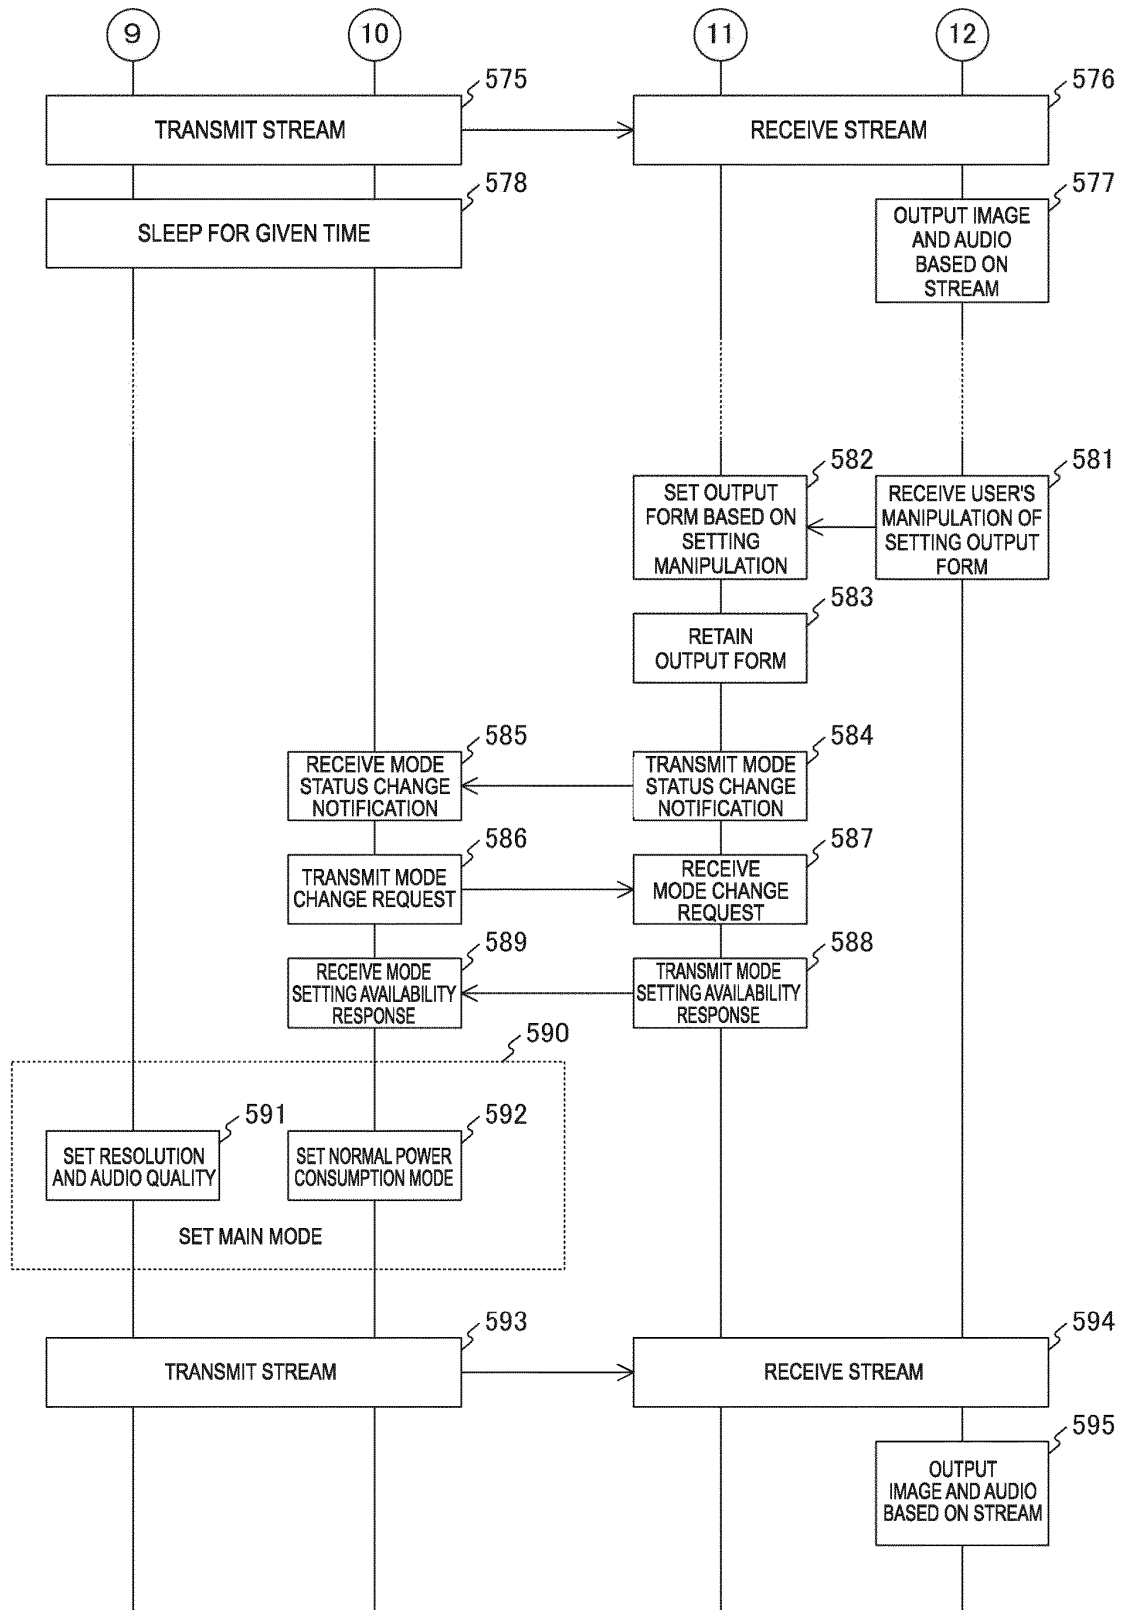 9
10
11
12
575
576
TRANSMIT STREAM
RECEIVE STREAM
578
577
SLEEP FOR GIVEN TIME
OUTPUT IMAGE
AND AUDIO
BASED ON
STREAM
582
581
SET OUTPUT
FORM BASED ON
SETTING
MANIPULATION
RECEIVE USER'S
MANIPULATION OF
SETTING OUTPUT
FORM
583
RETAIN
OUTPUT FORM
585
584
RECEIVE MODE
STATUS CHANGE
NOTIFICATION
TRANSMIT MODE
STATUS CHANGE
NOTIFICATION
586
587
TRANSMIT MODE
CHANGE REQUEST
RECEIVE
MODE CHANGE
REQUEST
589
588
RECEIVE MODE
SETTING AVAILABILITY
RESPONSE
TRANSMIT MODE
SETTING AVAILABILITY
RESPONSE
590
591
592
SET RESOLUTION
AND AUDIO QUALITY
SET NORMAL POWER
CONSUMPTION MODE
SET MAIN MODE
593
594
TRANSMIT STREAM
RECEIVE STREAM
595
OUTPUT
IMAGE AND AUDIO
BASED ON STREAM